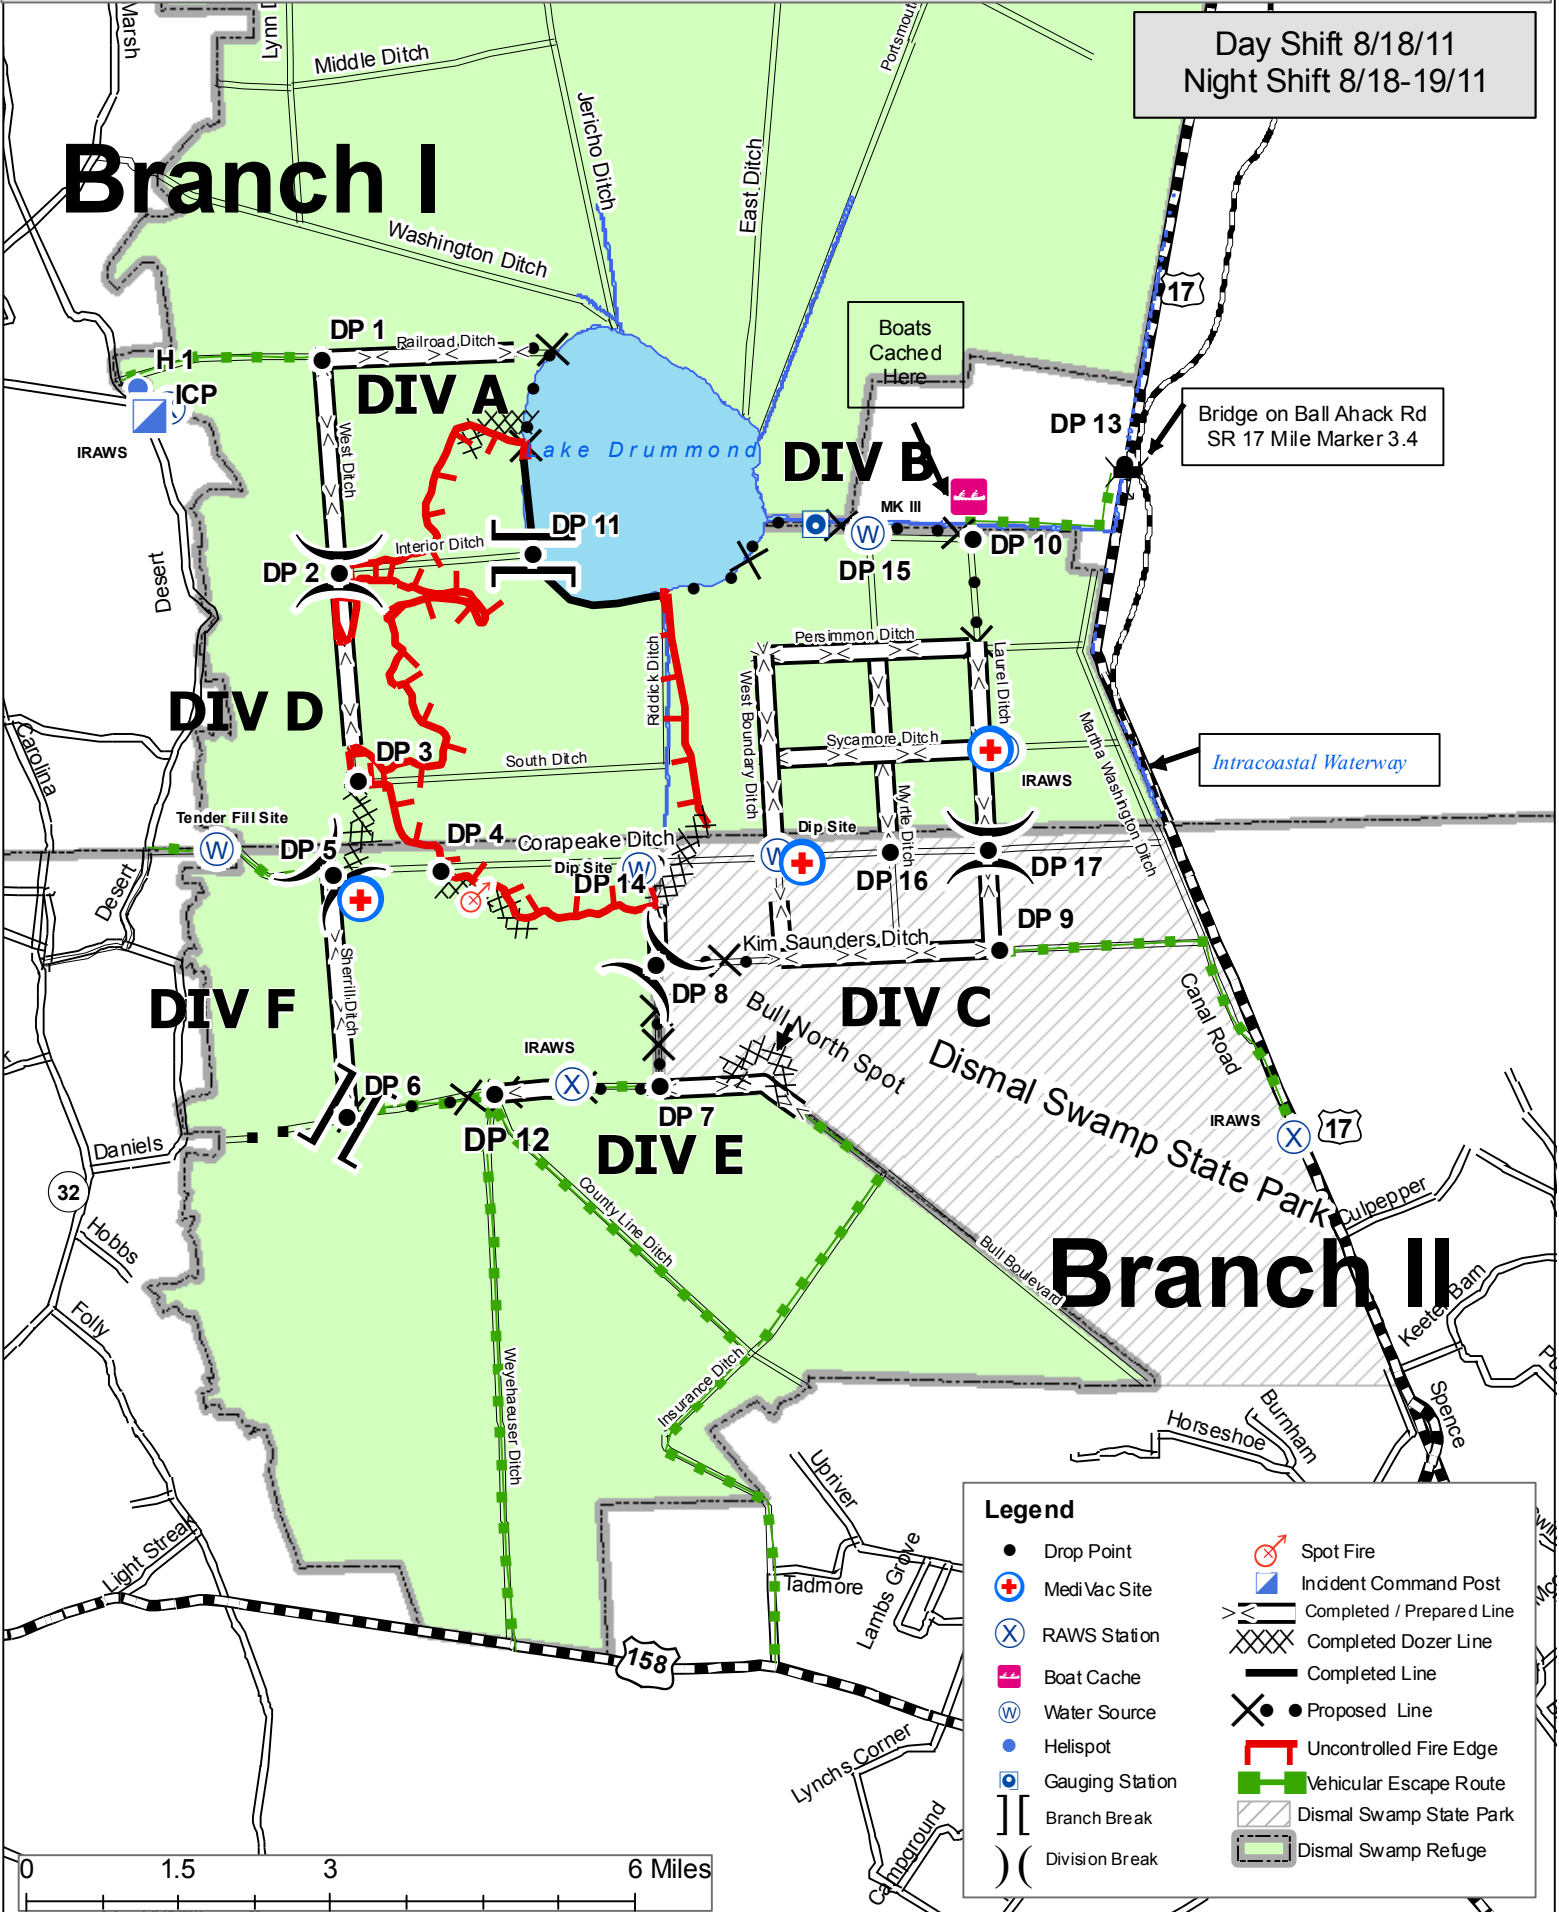 Day Shift 8/18/11
Night Shift 8/18-19/11
Marsh
Middle Ditch
Jericho Ditch
East Ditch
Branch I
Washington Ditch
17
DP 1
Railroad Ditch
Boats
Cached
Here
H 1
ICP
IRAWS
DIV A
West Ditch
Lake Drummond
DIV B
DP 13
Bridge on Ball Ahack Rd
SR 17 Mile Marker 3.4
MK III
DP 11
Interior Ditch
DP 2
DP 15
DP 10
Desert
Persimmon Ditch
Laurel Ditch
Riddick Ditch
West Boundary Ditch
DIV D
DP 3
South Ditch
Sycamore Ditch
IRAWS
Martha Washington Ditch
Intracoastal Waterway
Carolina
Tender Fill Site
DP 5
DP 4
Corapeake Ditch
Dip Site
DP 14
Dip Site
Myrtle Ditch
DP 16
DP 17
Desert
DP 9
Kim Saunders Ditch
Sherrill Ditch
DIV F
DP 8
DIV C
Bull North Spot
Canal Road
Dismal Swamp State Park
IRAWS
DP 6
DP 7
DP 12
DIV E
IRAWS
17
Daniels
32
Hobbs
County Line Ditch
Culpepper
Bull Boulevard
Branch II
Keeter Barn
Folly
Weyehaeuser Ditch
Insurance Ditch
Spence
Burnham
Horseshoe
Upriver
Light Streak
Tadmore
Lambs Grove
158
Lynchs Corner
Campground
Legend
Drop Point
MediVac Site
RAWS Station
Boat Cache
Water Source
Helispot
Gauging Station
Branch Break
Division Break
Spot Fire
Incident Command Post
Completed / Prepared Line
Completed Dozer Line
Completed Line
Proposed Line
Uncontrolled Fire Edge
Vehicular Escape Route
Dismal Swamp State Park
Dismal Swamp Refuge
0 1.5 3 6 Miles